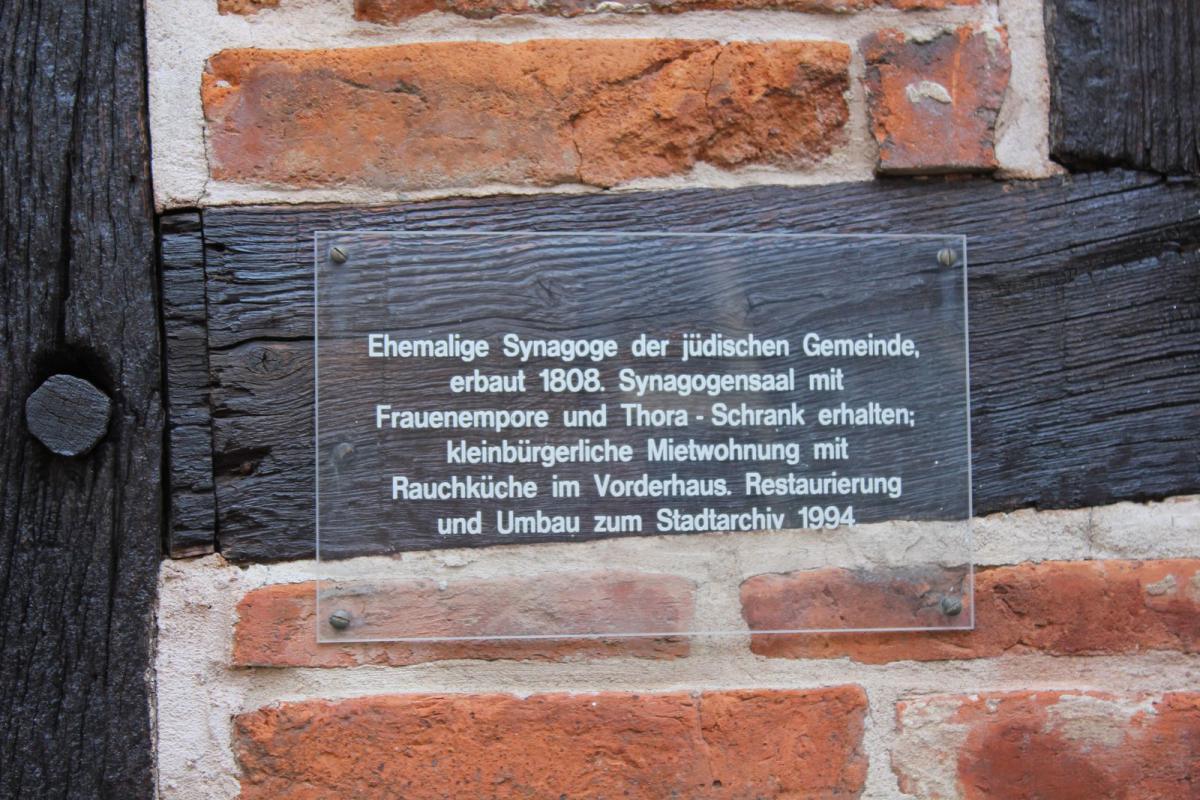 Ehemalige Synagoge der jüdischen Gemeinde,
erbaut 1808. Synagogensaal mit
Frauenempore und Thora - Schrank erhalten;
kleinbürgerliche Mietwohnung mit
Rauchküche im Vorderhaus. Restaurierung
und Umbau zum Stadtarchiv 1994.